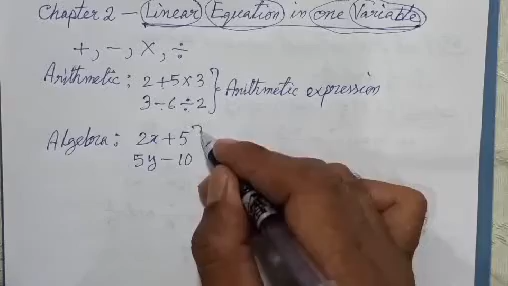 Chapter 2 - Linear Equation in one Variable
+, -, ×, ÷
Arithmetic : 2 + 5 × 3
3 - 6 ÷ 2
Arithmetic expression
Algebra : 2x + 5
5y - 10